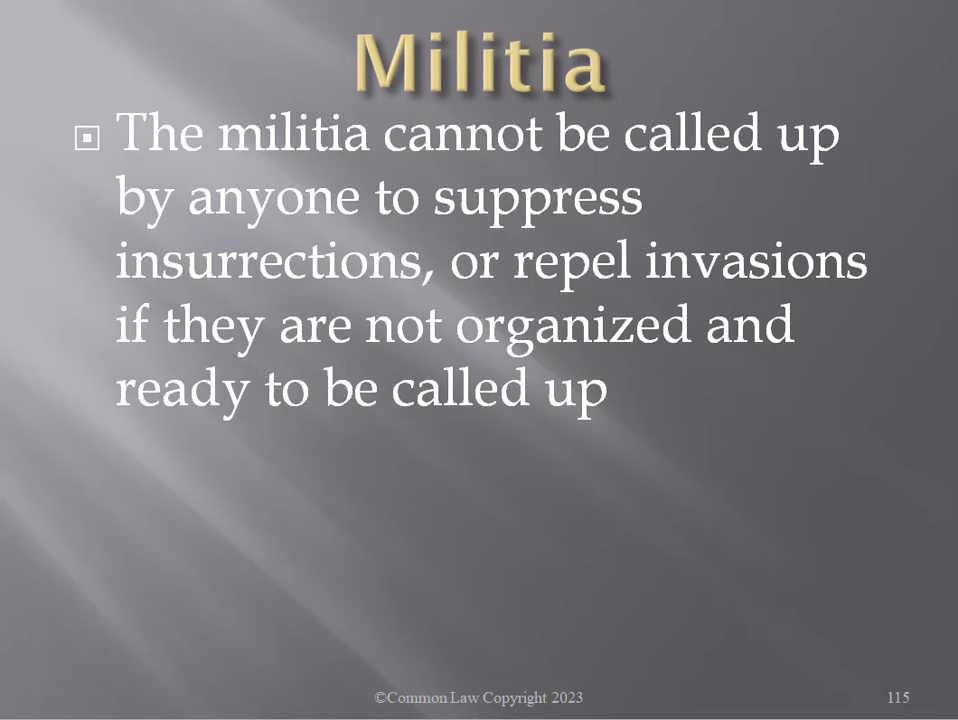 Militia
The militia cannot be called up
by anyone to suppress
insurrections, or repel invasions
if they are not organized and
ready to be called up
©Common Law Copyright 2023
115